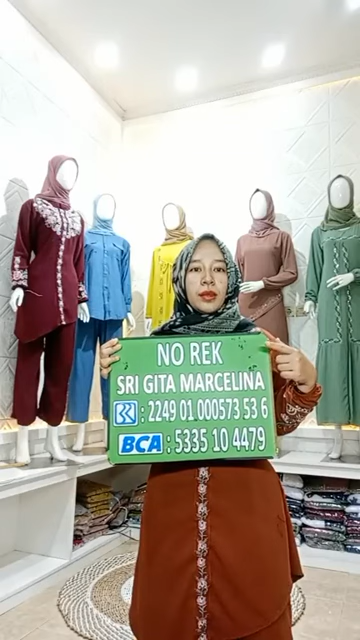 NO REK
SRI GITA MARCELINA
: 2249 01 000573 53 6
BCA : 5335 10 4479